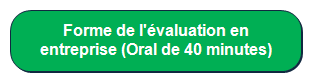 Forme de l'évaluation en
entreprise (Oral de 40 minutes)